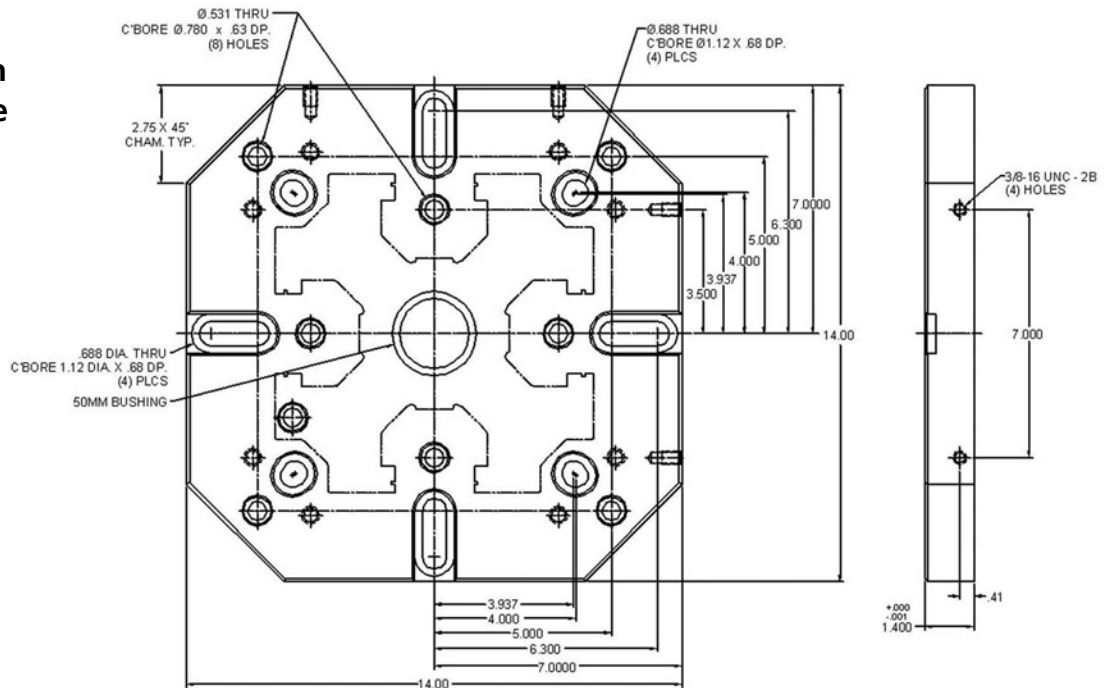 n
e
Ø.531 THRU
C'BORE Ø.780 x .63 DP.
(8) HOLES
Ø.688 THRU
C'BORE Ø1.12 X .68 DP.
(4) PLCS
2.75 X 45°
CHAM. TYP.
3/8-16 UNC - 2B
(4) HOLES
7.0000
6.300
5.000
4.000
3.937
3.500
14.00
7.000
.688 DIA. THRU
C'BORE 1.12 DIA. X .68 DP.
(4) PLCS
50MM BUSHING
3.937
4.000
5.000
6.300
7.0000
14.00
.41
+.000
-.001
1.400